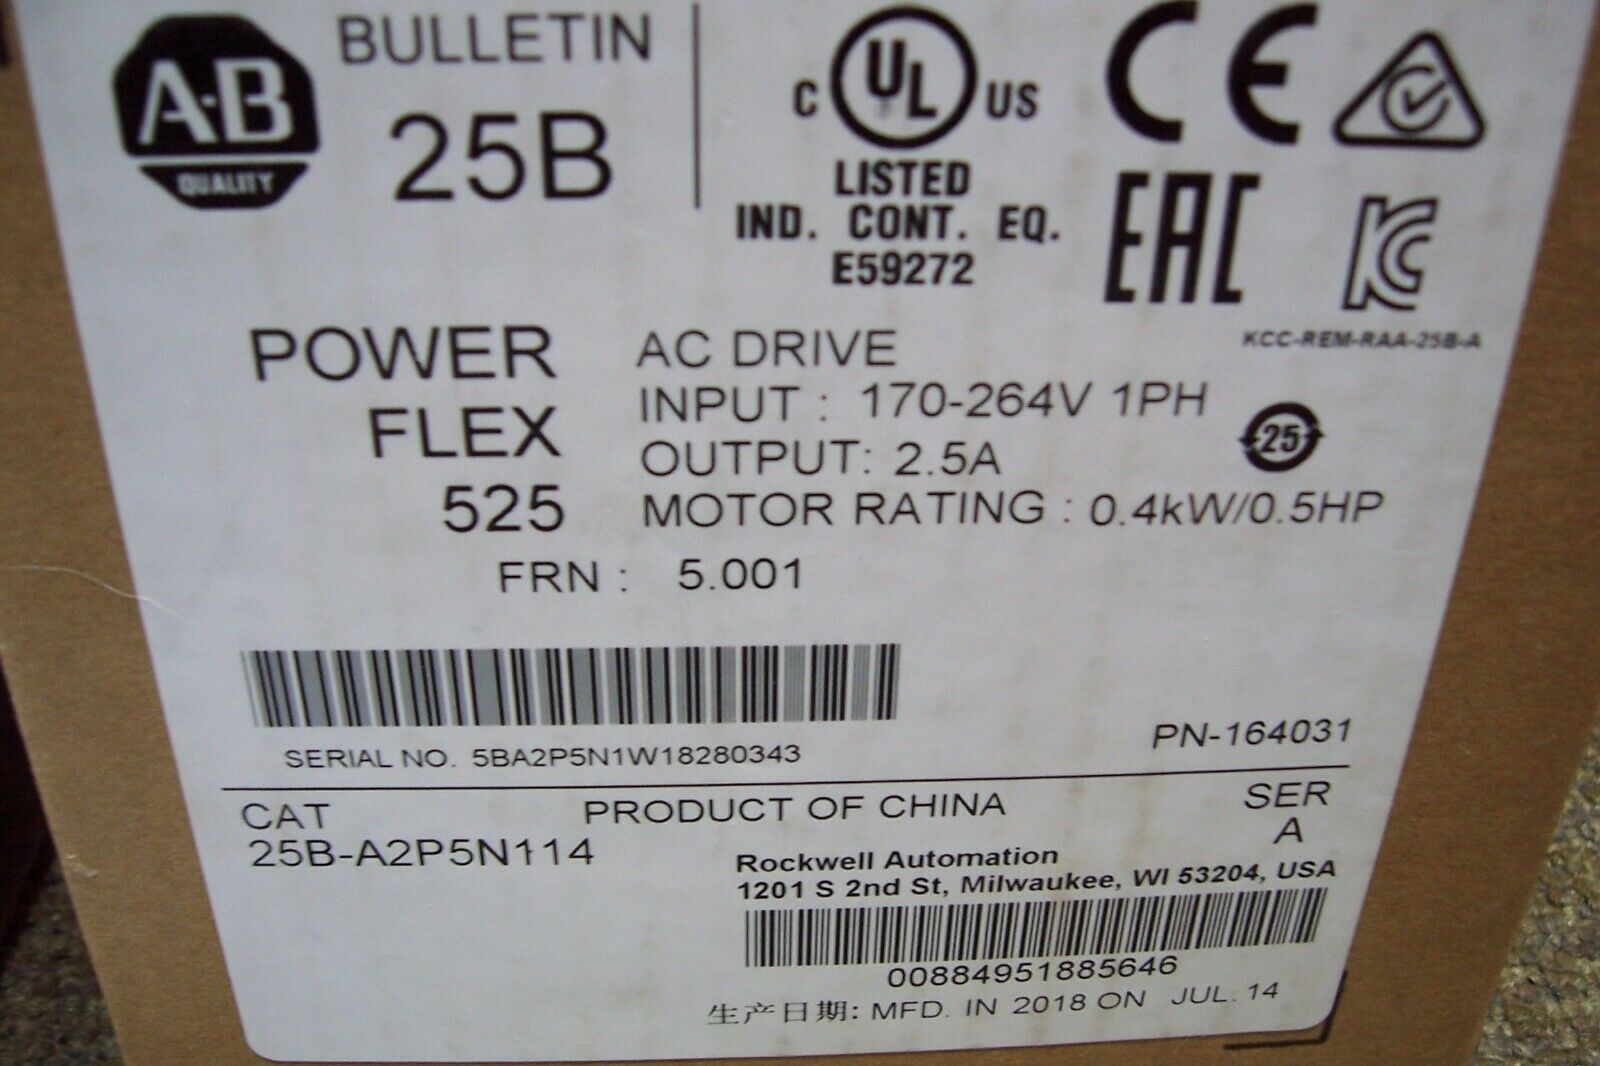 A-B
QUALITY
BULLETIN
25B
C UL US
LISTED
IND. CONT. EQ.
E59272
CE
EAC
KC
KCC-REM-RAA-25B-A
POWER
FLEX
525
AC DRIVE
INPUT : 170-264V 1PH
OUTPUT: 2.5A
MOTOR RATING : 0.4kW/0.5HP
25
FRN : 5.001
SERIAL NO. 5BA2P5N1W18280343
PN-164031
CAT
25B-A2P5N114
PRODUCT OF CHINA
SER
A
Rockwell Automation
1201 S 2nd St, Milwaukee, WI 53204, USA
00884951885646
生产日期: MFD. IN 2018 ON JUL. 14